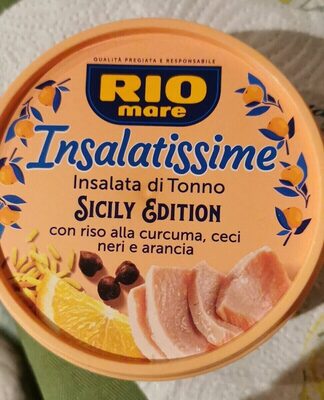 QUALITÀ PREGIATA E RESPONSABILE
RIO
mare
Insalatissime
Insalata di Tonno
SICILY EDITION
con riso alla curcuma, ceci
neri e arancia